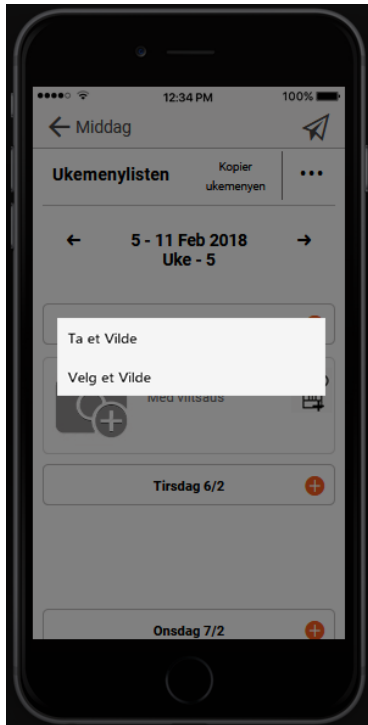 12:34 PM
100%
Middag
Ukemenylisten
Kopier
ukemenyen
5 - 11 Feb 2018
Uke - 5
Ta et Vilde
Velg et Vilde
Med viltsaus
Tirsdag 6/2
Onsdag 7/2